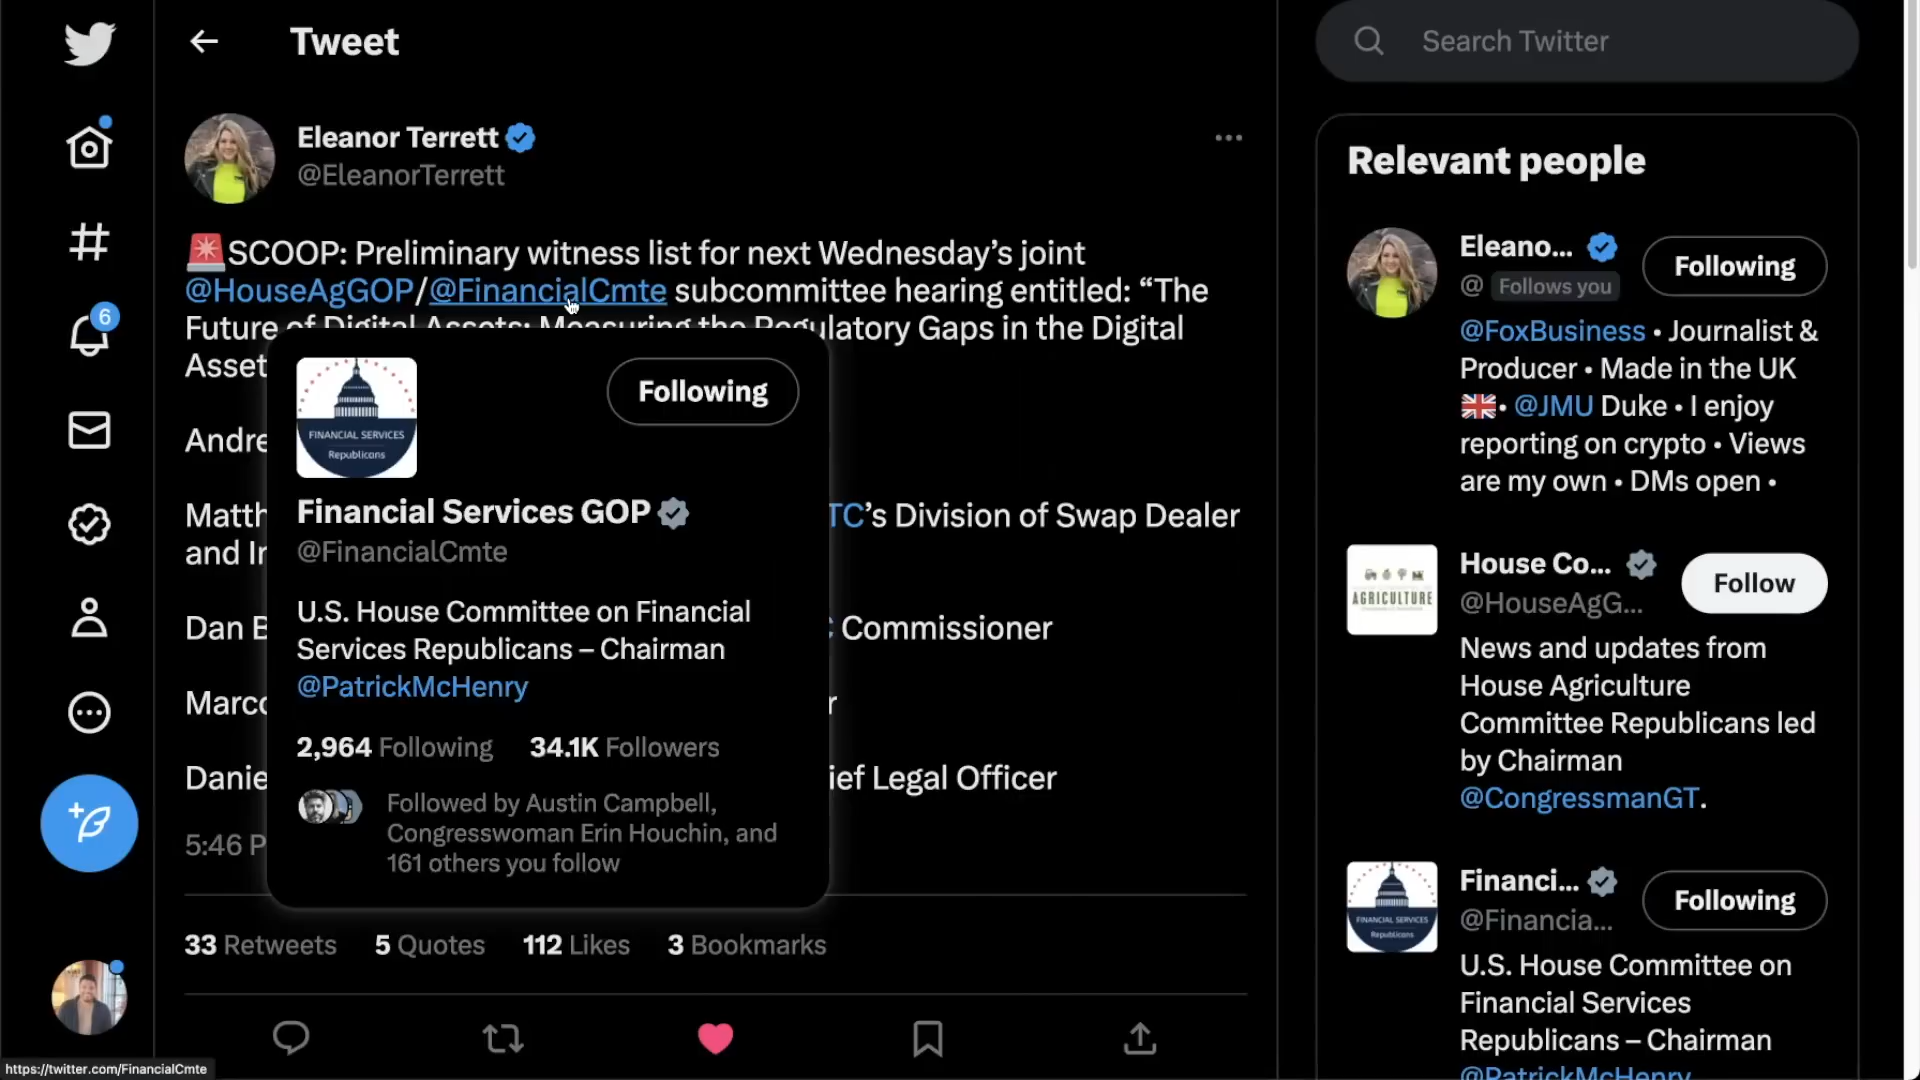 Tweet
Search Twitter
Eleanor Terrett
@EleanorTerrett
🚨SCOOP: Preliminary witness list for next Wednesday’s joint
@HouseAgGOP/@FinancialCmte subcommittee hearing entitled: “The
Future of Digital Assets: Measuring the Regulatory Gaps in the Digital
Asset
Andre
Matth TC’s Division of Swap Dealer
and In
Dan B Commissioner
Marco r
Danie ief Legal Officer
5:46 P
Following
FINANCIAL SERVICES
Republicans
Financial Services GOP
@FinancialCmte
U.S. House Committee on Financial
Services Republicans – Chairman
@PatrickMcHenry
2,964 Following 34.1K Followers
Followed by Austin Campbell,
Congresswoman Erin Houchin, and
161 others you follow
33 Retweets 5 Quotes 112 Likes 3 Bookmarks
6
https://twitter.com/FinancialCmte
Relevant people
Eleano...
Following
@ Follows you
@FoxBusiness • Journalist &
Producer • Made in the UK
🇬🇧• @JMU Duke • I enjoy
reporting on crypto • Views
are my own • DMs open •
AGRICULTURE
House Co...
Follow
@HouseAgG...
News and updates from
House Agriculture
Committee Republicans led
by Chairman
@CongressmanGT.
FINANCIAL SERVICES
Republicans
Financi...
Following
@Financia...
U.S. House Committee on
Financial Services
Republicans – Chairman
@PatrickMcHenry